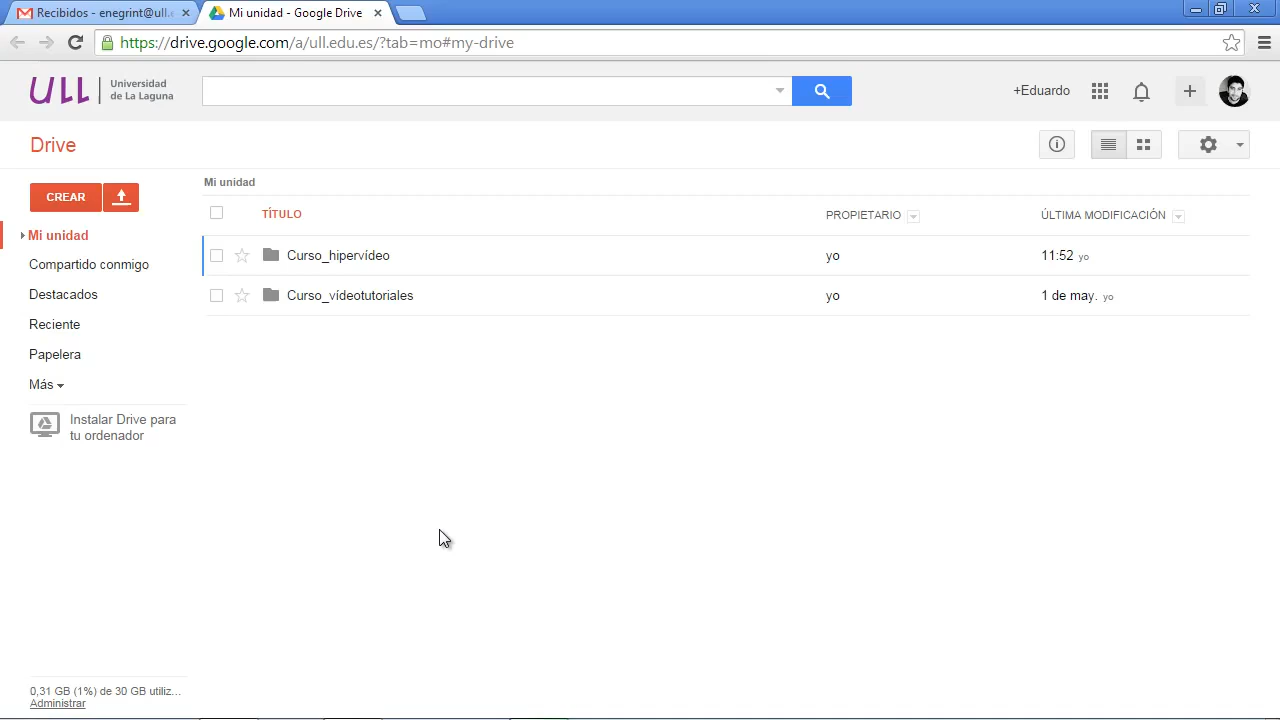 Recibidos - enegrint@ull.e
Mi unidad - Google Drive
https://drive.google.com/a/ull.edu.es/?tab=mo#my-drive
ULL
Universidad
de La Laguna
+Eduardo
Drive
CREAR
Mi unidad
Compartido conmigo
Destacados
Reciente
Papelera
Más
Instalar Drive para
tu ordenador
0,31 GB (1%) de 30 GB utiliz...
Administrar
Mi unidad
TÍTULO PROPIETARIO ÚLTIMA MODIFICACIÓN
Curso_hipervídeo yo 11:52 yo
Curso_vídeotutoriales yo 1 de may. yo